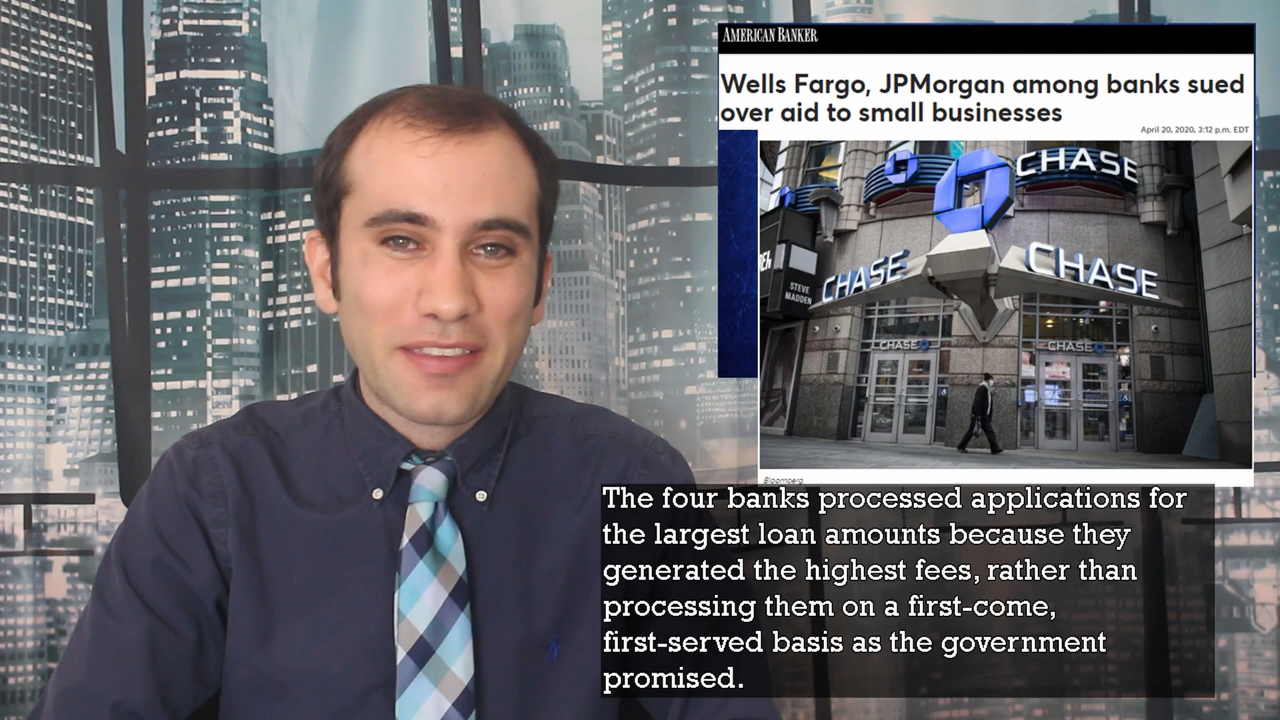 AMERICAN BANKER
Wells Fargo, JPMorgan among banks sued
over aid to small businesses
April 20, 2020, 3:12 p.m. EDT
CHASE
CHASE
CHASE
STEVE
MADDEN
CHASE
CHASE
Bloomberg
The four banks processed applications for
the largest loan amounts because they
generated the highest fees, rather than
processing them on a first-come,
first-served basis as the government
promised.